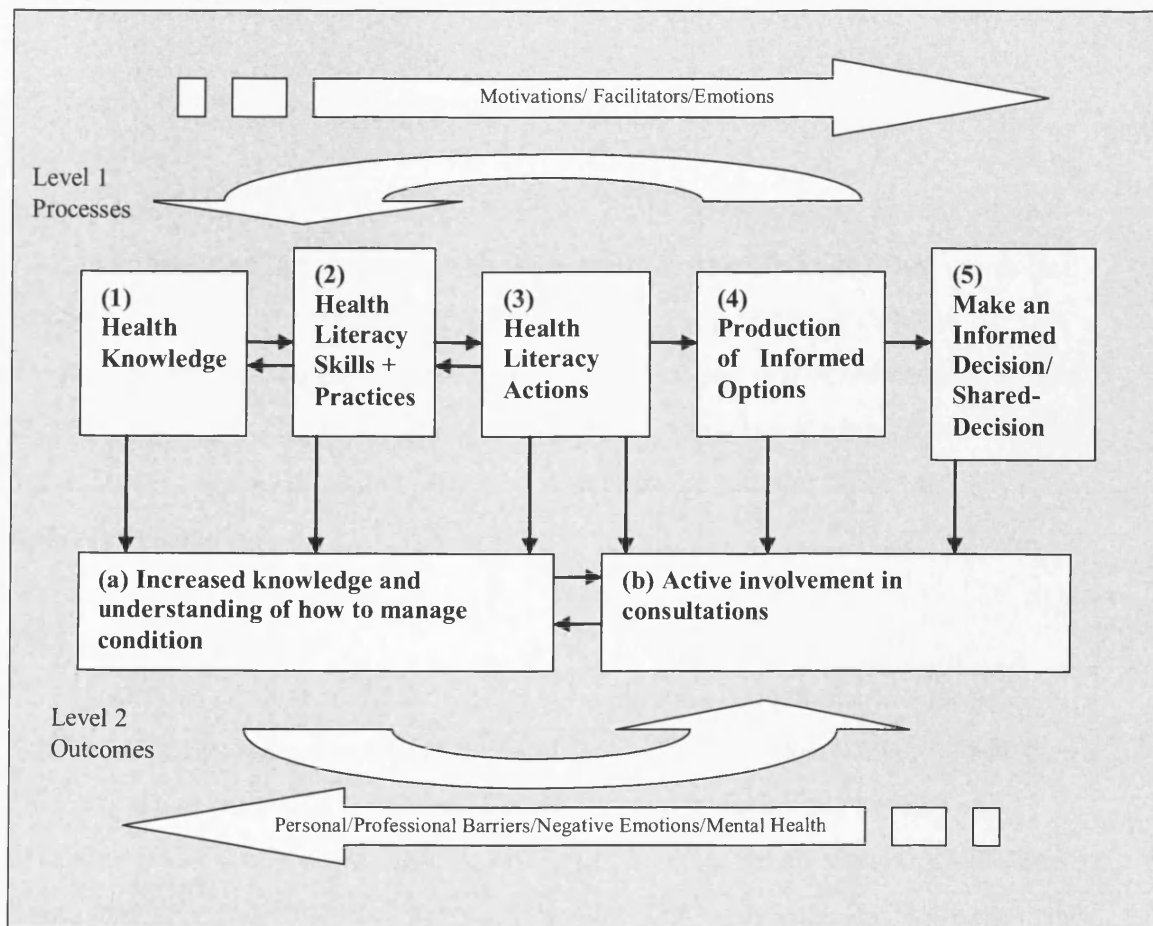 Motivations/ Facilitators/Emotions
Level 1
Processes
(1)
Health
Knowledge
(2)
Health
Literacy
Skills +
Practices
(3)
Health
Literacy
Actions
(4)
Production
of Informed
Options
(5)
Make an
Informed
Decision/
Shared-
Decision
(a) Increased knowledge and
understanding of how to manage
condition
(b) Active involvement in
consultations
Level 2
Outcomes
Personal/Professional Barriers/Negative Emotions/Mental Health